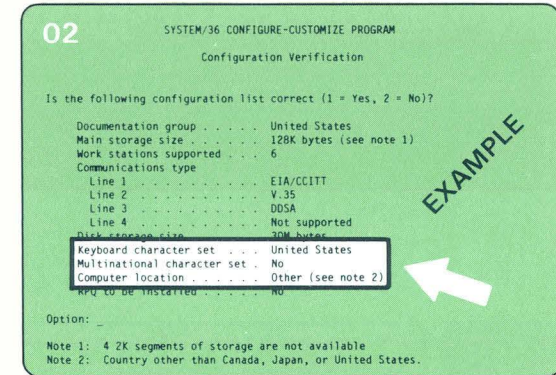 02
SYSTEM/36 CONFIGURE-CUSTOMIZE PROGRAM
Configuration Verification
Is the following configuration list correct (1 = Yes, 2 = No)?
Documentation group . . . . . United States
Main storage size . . . . . . 128K bytes (see note 1)
Work stations supported . . . 6
Communications type
Line 1 . . . . . . . . . . EIA/CCITT
Line 2 . . . . . . . . . . V.35
Line 3 . . . . . . . . . . DDSA
Line 4 . . . . . . . . . . Not supported
Disk storage size bytes
Keyboard character set . . . United States
Multinational character set . No
Computer location . . . . . . Other (see note 2)
RPQ to be installed . . . . . No
EXAMPLE
Option: _
Note 1: 4 2K segments of storage are not available
Note 2: Country other than Canada, Japan, or United States.